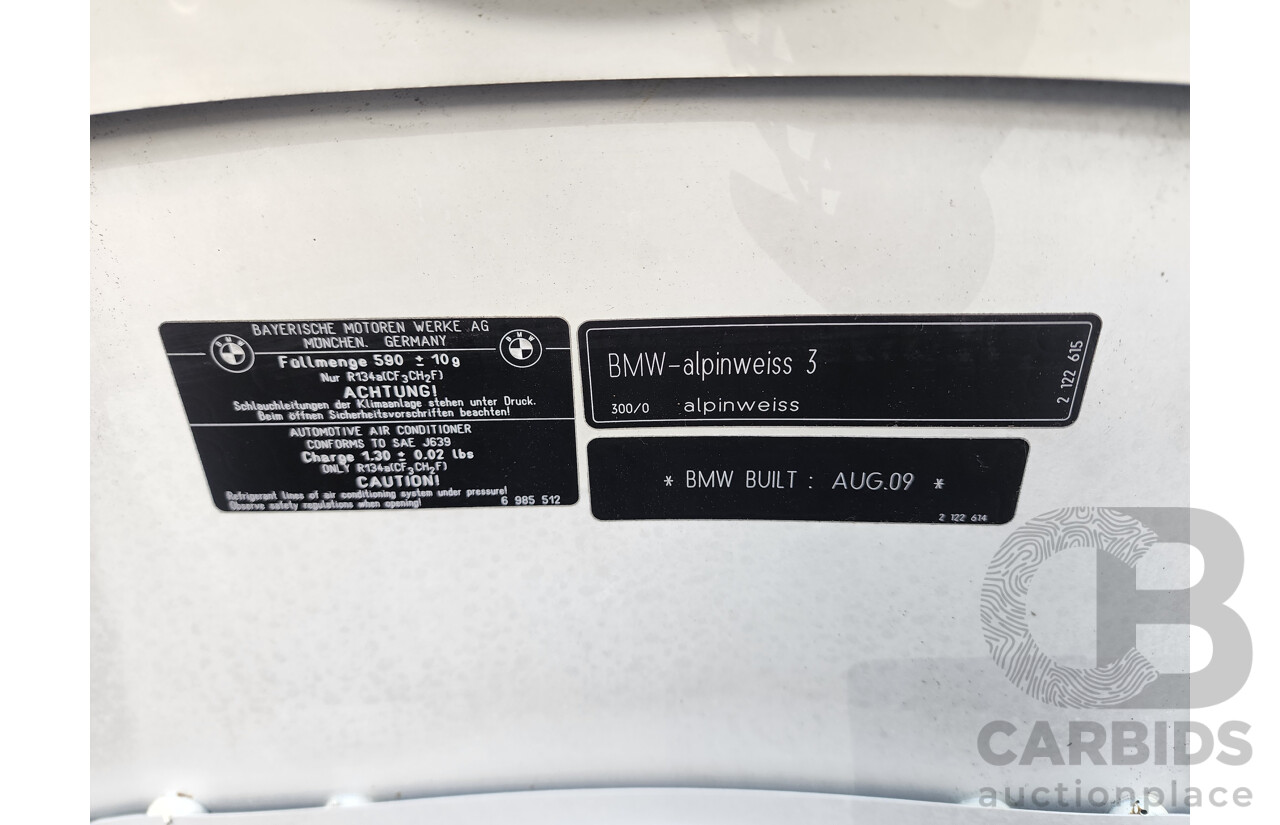 BAYERISCHE MOTOREN WERKE AG
MÜNCHEN. GERMANY
BMW
BMW
Füllmenge 590 ± 10g
Nur R134a(CF3CH2F)
ACHTUNG!
Schlauchleitungen der Klimaanlage stehen unter Druck.
Beim öffnen Sicherheitsvorschriften beachten!
AUTOMOTIVE AIR CONDITIONER
CONFORMS TO SAE J639
Charge 1.30 ± 0.02 lbs
ONLY R134a(CF3CH2F)
CAUTION!
Refrigerant lines of air conditioning system under pressure!
Observe safety regulations when opening!
6 985 512
BMW-alpinweiss 3
300/0 alpinweiss
2 122 615
* BMW BUILT : AUG.09 *
2 122 614
CARBIDS
auctionplace